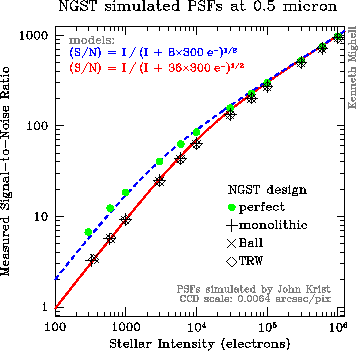 NGST simulated PSFs at 0.5 micron
models:
(S/N) = I / (I + 6×300 e⁻)¹/²
(S/N) = I / (I + 36×300 e⁻)¹/²
Kenneth Mighell
Measured Signal-to-Noise Ratio
1000
100
10
1
NGST design
perfect
monolithic
Ball
TRW
PSFs simulated by John Krist
CCD scale: 0.0064 arcsec/pix
100 1000 10⁴ 10⁵ 10⁶
Stellar Intensity {electrons}